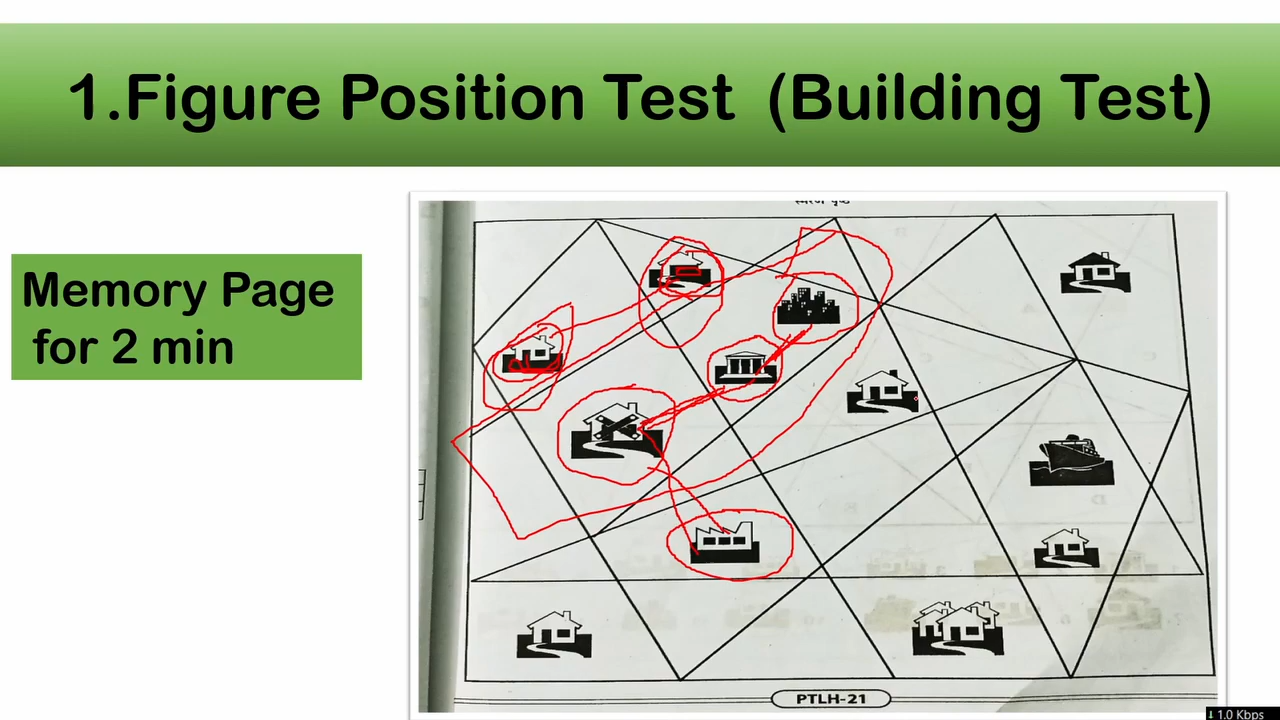 1.Figure Position Test (Building Test)
Memory Page
for 2 min
PTLH-21
1.0 Kbps